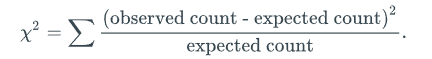 χ² = ∑ (observed count - expected count)² / expected count.